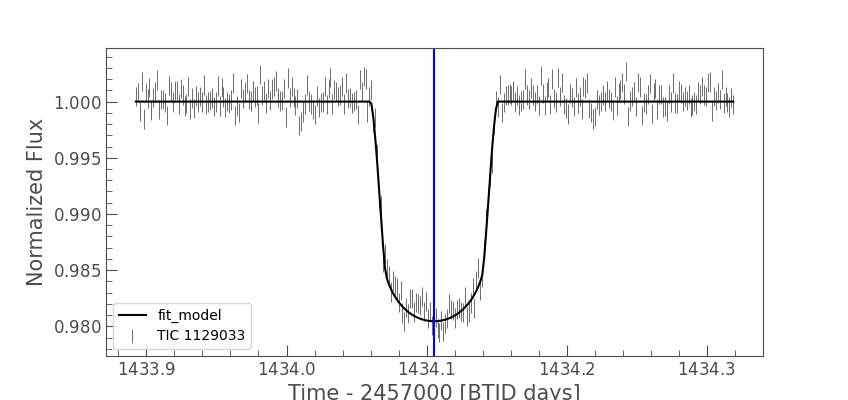 Normalized Flux
1.000
0.995
0.990
0.985
0.980
fit_model
TIC 1129033
1433.9 1434.0 1434.1 1434.2 1434.3
Time - 2457000 [BTJD days]